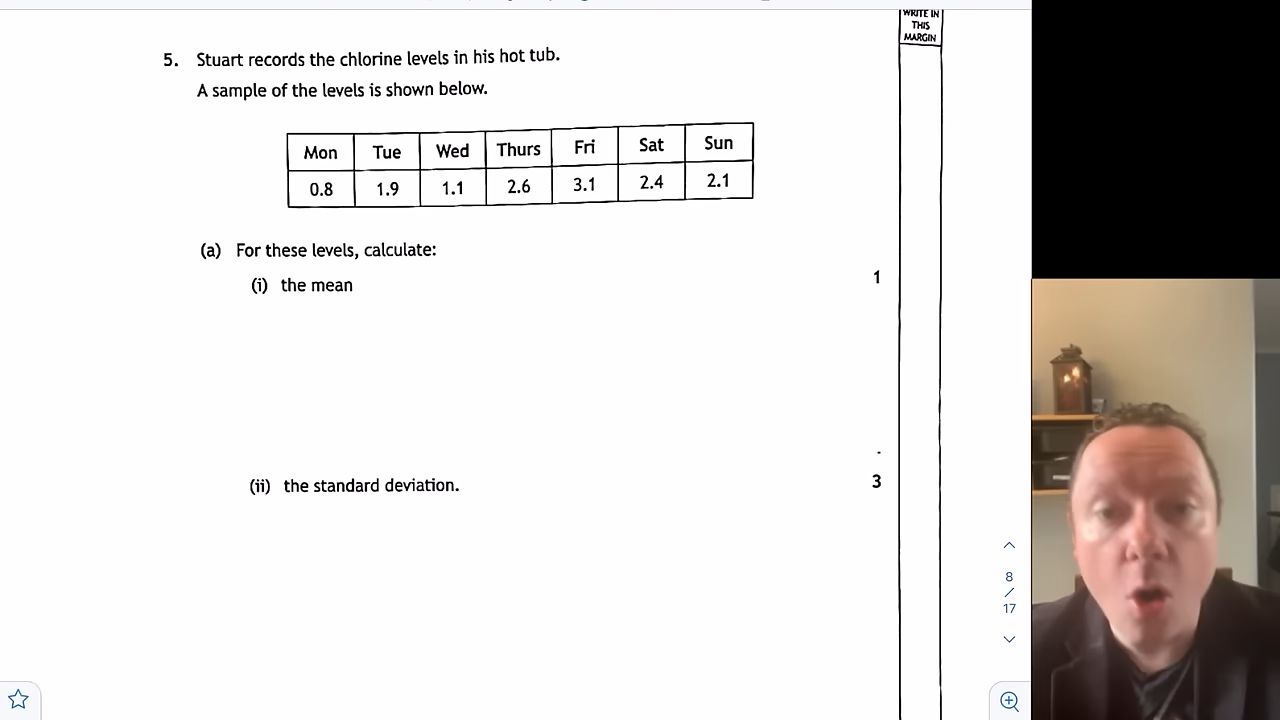 WRITE IN
THIS
MARGIN
5. Stuart records the chlorine levels in his hot tub.
A sample of the levels is shown below.
Mon Tue Wed Thurs Fri Sat Sun
0.8 1.9 1.1 2.6 3.1 2.4 2.1
(a) For these levels, calculate:
(i) the mean 1
(ii) the standard deviation. 3
8
/
17